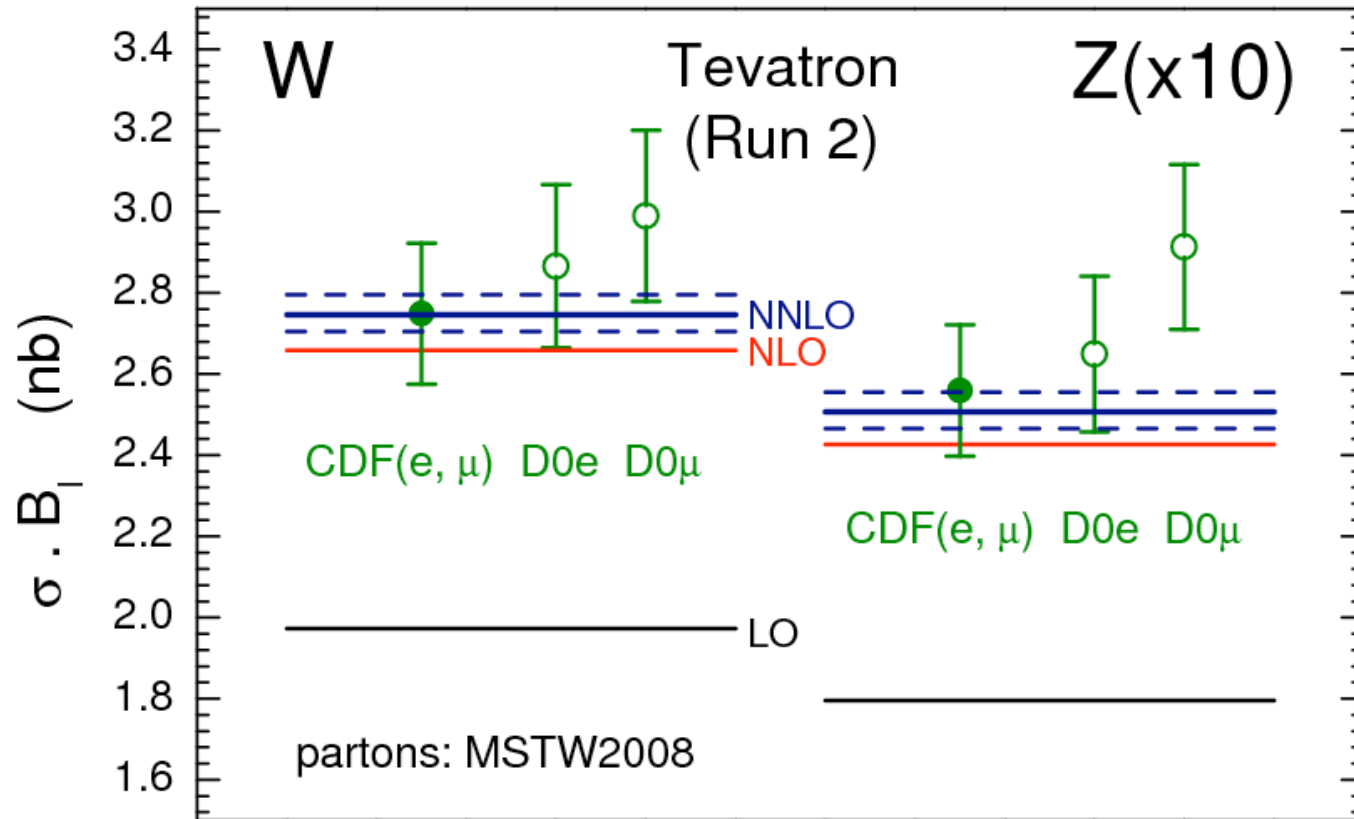 W
Tevatron
(Run 2)
Z(x10)
σ . B_l (nb)
3.4
3.2
3.0
2.8
2.6
2.4
2.2
2.0
1.8
1.6
NNLO
NLO
CDF(e, μ) D0e D0μ
CDF(e, μ) D0e D0μ
LO
partons: MSTW2008